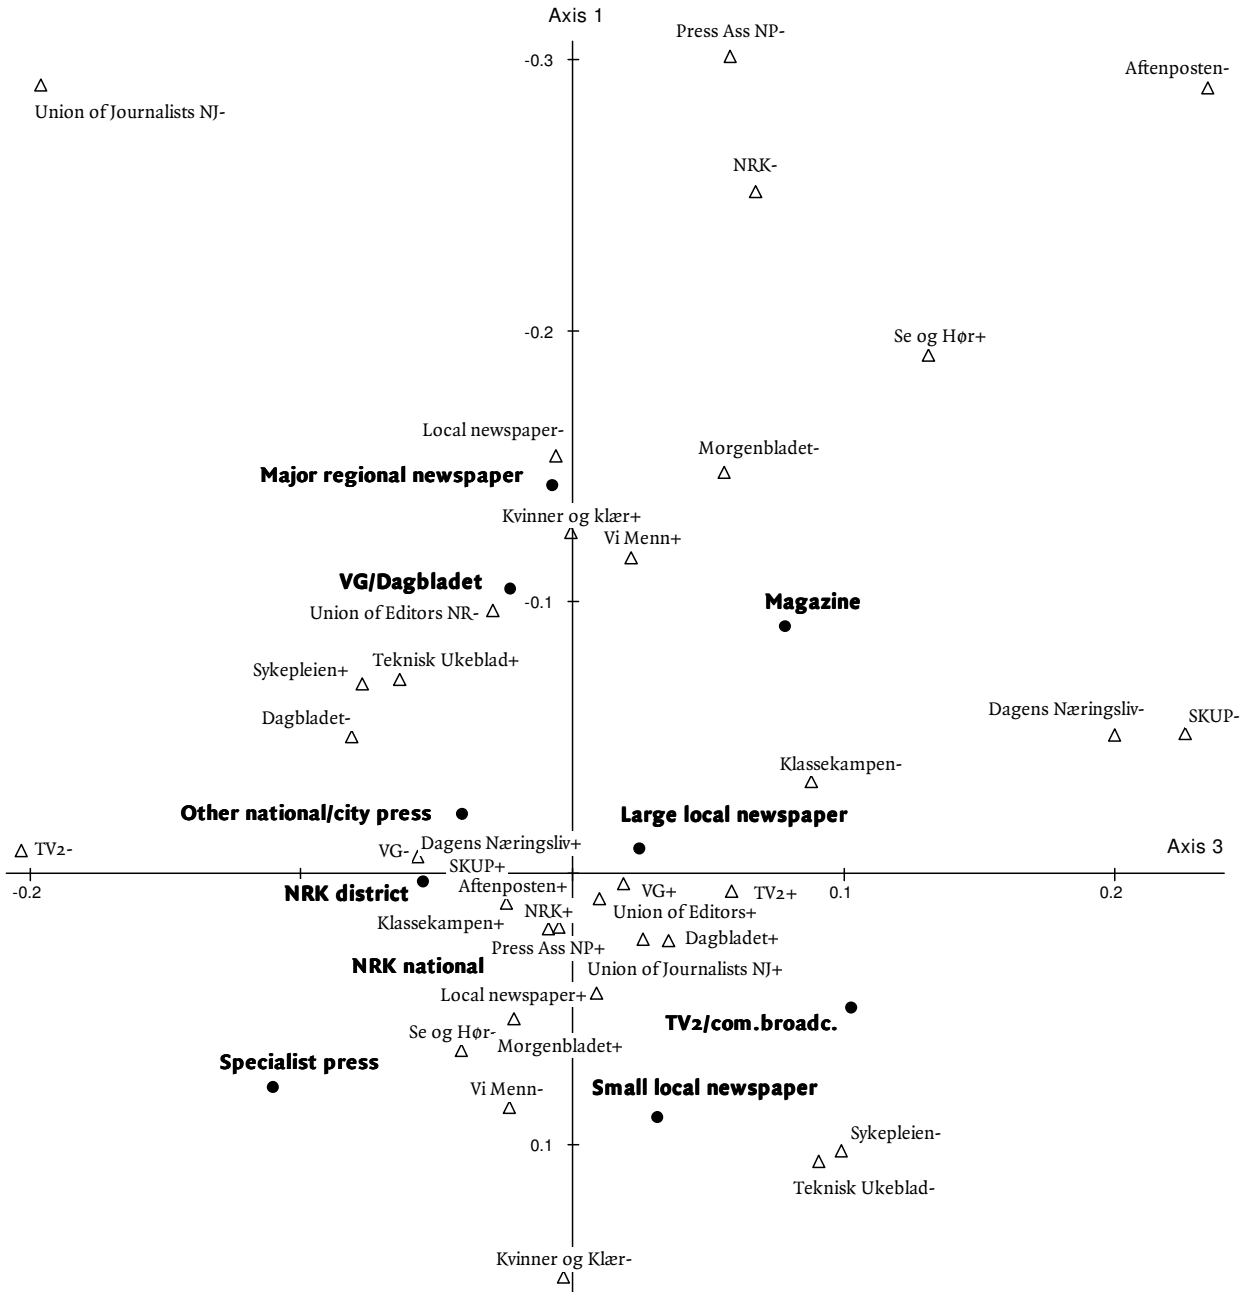 Axis 1
Press Ass NP-
-0.3
Aftenposten-
Union of Journalists NJ-
NRK-
-0.2
Se og Hør+
Local newspaper-
Morgenbladet-
Major regional newspaper
Kvinner og klær+
Vi Menn+
VG/Dagbladet
-0.1
Magazine
Union of Editors NR-
Teknisk Ukeblad+
Sykepleien+
Dagbladet-
Dagens Næringsliv-
SKUP-
Klassekampen-
Other national/city press
Large local newspaper
TV2-
VG-
Dagens Næringsliv+
Axis 3
SKUP+
-0.2
NRK district
Aftenposten+
VG+
TV2+
0.1
0.2
Klassekampen+
NRK+
Union of Editors+
Press Ass NP+
Dagbladet+
NRK national
Union of Journalists NJ+
Local newspaper+
TV2/com.broadc.
Se og Hør-
Morgenbladet+
Specialist press
Vi Menn-
Small local newspaper
0.1
Sykepleien-
Teknisk Ukeblad-
Kvinner og Klær-